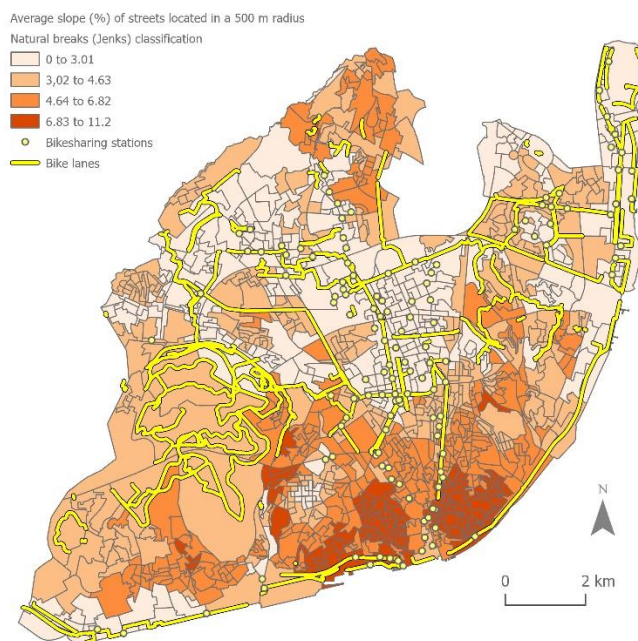 Average slope (%) of streets located in a 500 m radius
Natural breaks (Jenks) classification
0 to 3.01
3,02 to 4.63
4.64 to 6.82
6.83 to 11.2
Bikesharing stations
Bike lanes
N
0 2 km